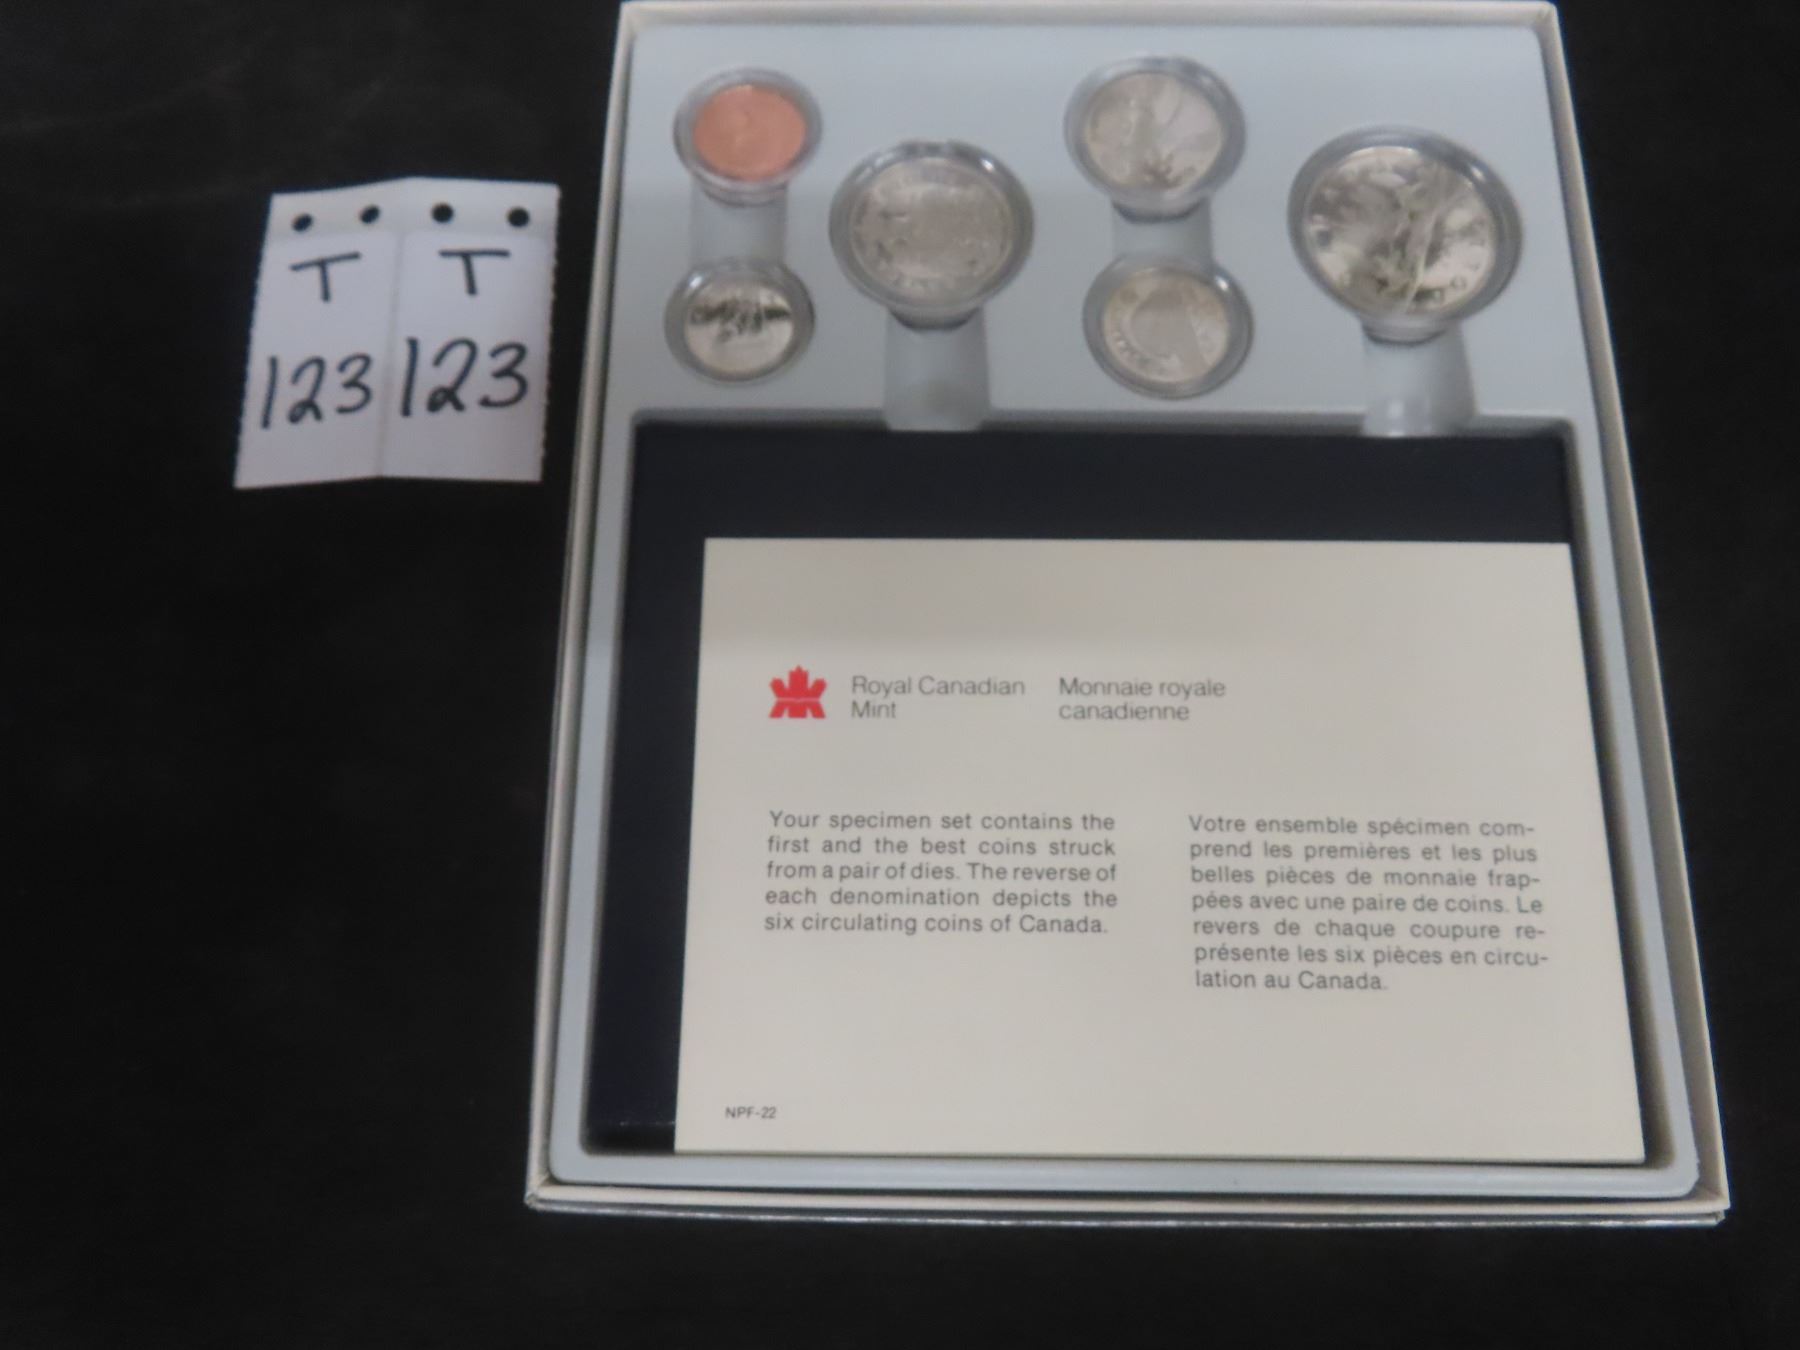 T T
123 123
Royal Canadian
Mint
Monnaie royale
canadienne
Your specimen set contains the
first and the best coins struck
from a pair of dies. The reverse of
each denomination depicts the
six circulating coins of Canada.
Votre ensemble spécimen com-
prend les premières et les plus
belles pièces de monnaie frap-
pées avec une paire de coins. Le
revers de chaque coupure re-
présente les six pièces en circu-
lation au Canada.
NPF-22